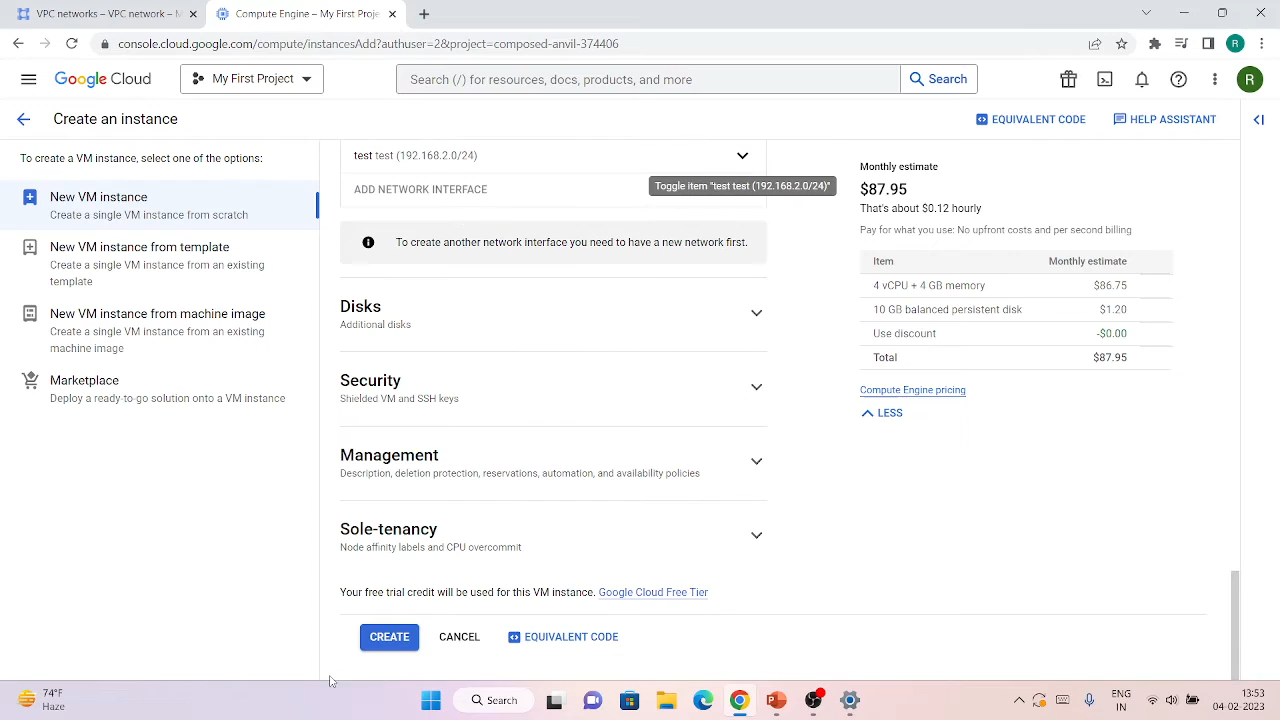 VPC networks – VPC network – M
Compute Engine – My First Proje
console.cloud.google.com/compute/instancesAdd?authuser=2&project=compound-anvil-374406
R
Google Cloud
My First Project
Search (/) for resources, docs, products, and more
Search
R
Create an instance
EQUIVALENT CODE
HELP ASSISTANT
To create a VM instance, select one of the options:
New VM instance
Create a single VM instance from scratch
New VM instance from template
Create a single VM instance from an existing
template
New VM instance from machine image
Create a single VM instance from an existing
machine image
Marketplace
Deploy a ready-to-go solution onto a VM instance
test test (192.168.2.0/24)
Toggle item "test test (192.168.2.0/24)"
ADD NETWORK INTERFACE
To create another network interface you need to have a new network first.
Disks
Additional disks
Security
Shielded VM and SSH keys
Management
Description, deletion protection, reservations, automation, and availability policies
Sole-tenancy
Node affinity labels and CPU overcommit
Your free trial credit will be used for this VM instance. Google Cloud Free Tier
CREATE
CANCEL
EQUIVALENT CODE
Monthly estimate
$87.95
That's about $0.12 hourly
Pay for what you use: No upfront costs and per second billing
Item Monthly estimate
4 vCPU + 4 GB memory $86.75
10 GB balanced persistent disk $1.20
Use discount -$0.00
Total $87.95
Compute Engine pricing
LESS
74°F
Haze
Search
ENG
IN
13:53
04-02-2023